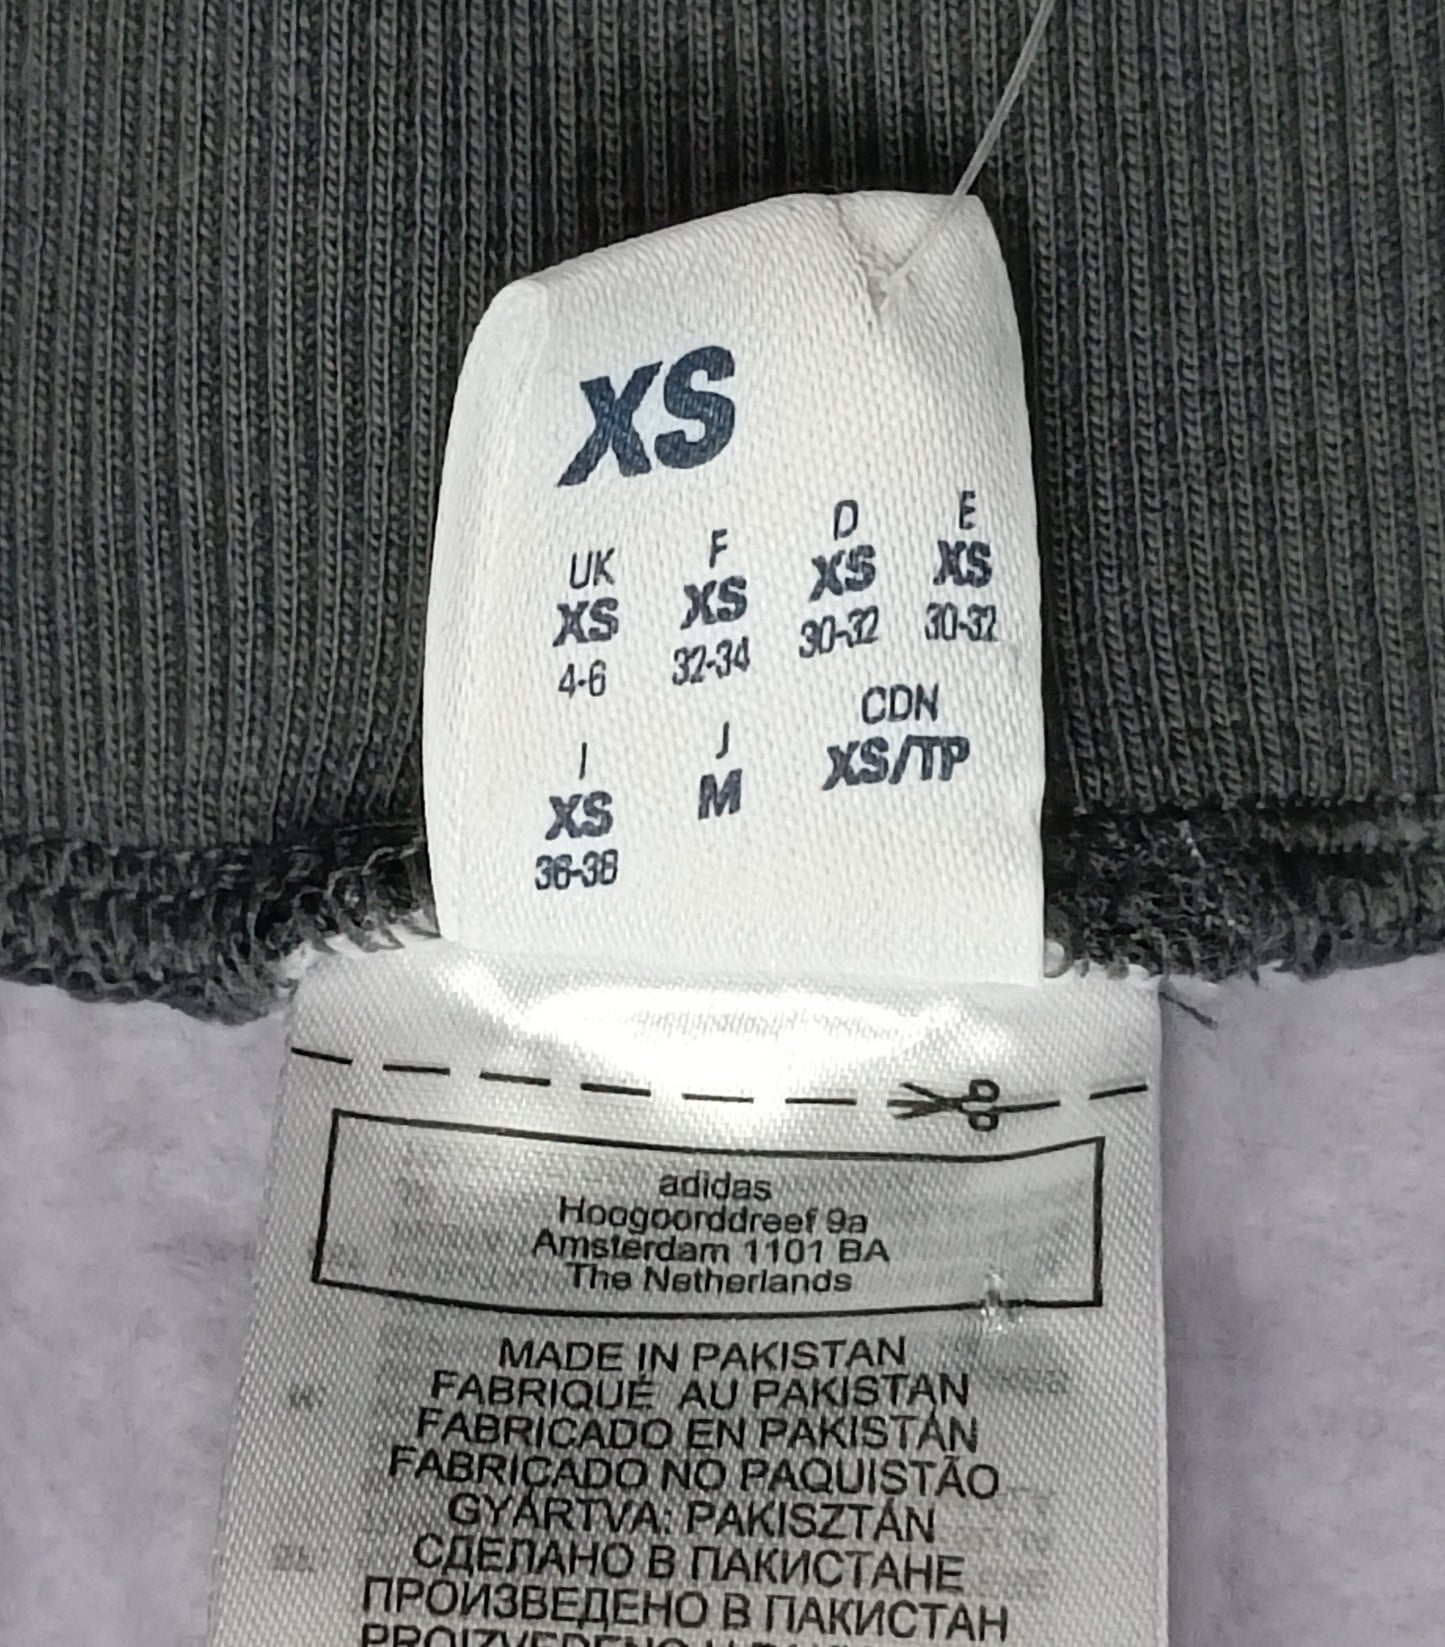 XS
UK F D E
XS XS XS XS
4-6 32-34 30-32 30-32
I J CDN
XS M XS/TP
36-38
adidas
Hoogoorddreef 9a
Amsterdam 1101 BA
The Netherlands
MADE IN PAKISTAN
FABRIQUÉ AU PAKISTAN
FABRICADO EN PAKISTÁN
FABRICADO NO PAQUISTÃO
GYÁRTVA: PAKISZTÁN
СДЕЛАНО В ПАКИСТАНЕ
ПРОИЗВЕДЕНО В ПАКИСТАН